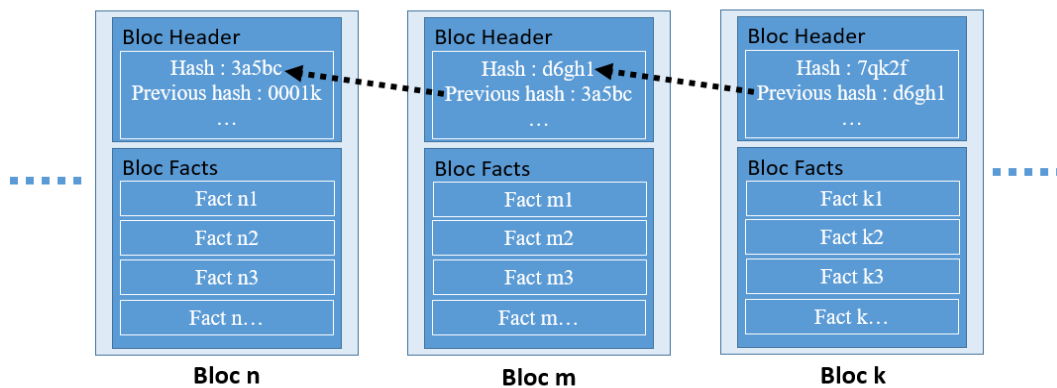 Bloc Header
Hash : 3a5bc
Previous hash : 0001k
…
Bloc Facts
Fact n1
Fact n2
Fact n3
Fact n…
Bloc n
Bloc Header
Hash : d6gh1
Previous hash : 3a5bc
…
Bloc Facts
Fact m1
Fact m2
Fact m3
Fact m…
Bloc m
Bloc Header
Hash : 7qk2f
Previous hash : d6gh1
…
Bloc Facts
Fact k1
Fact k2
Fact k3
Fact k…
Bloc k